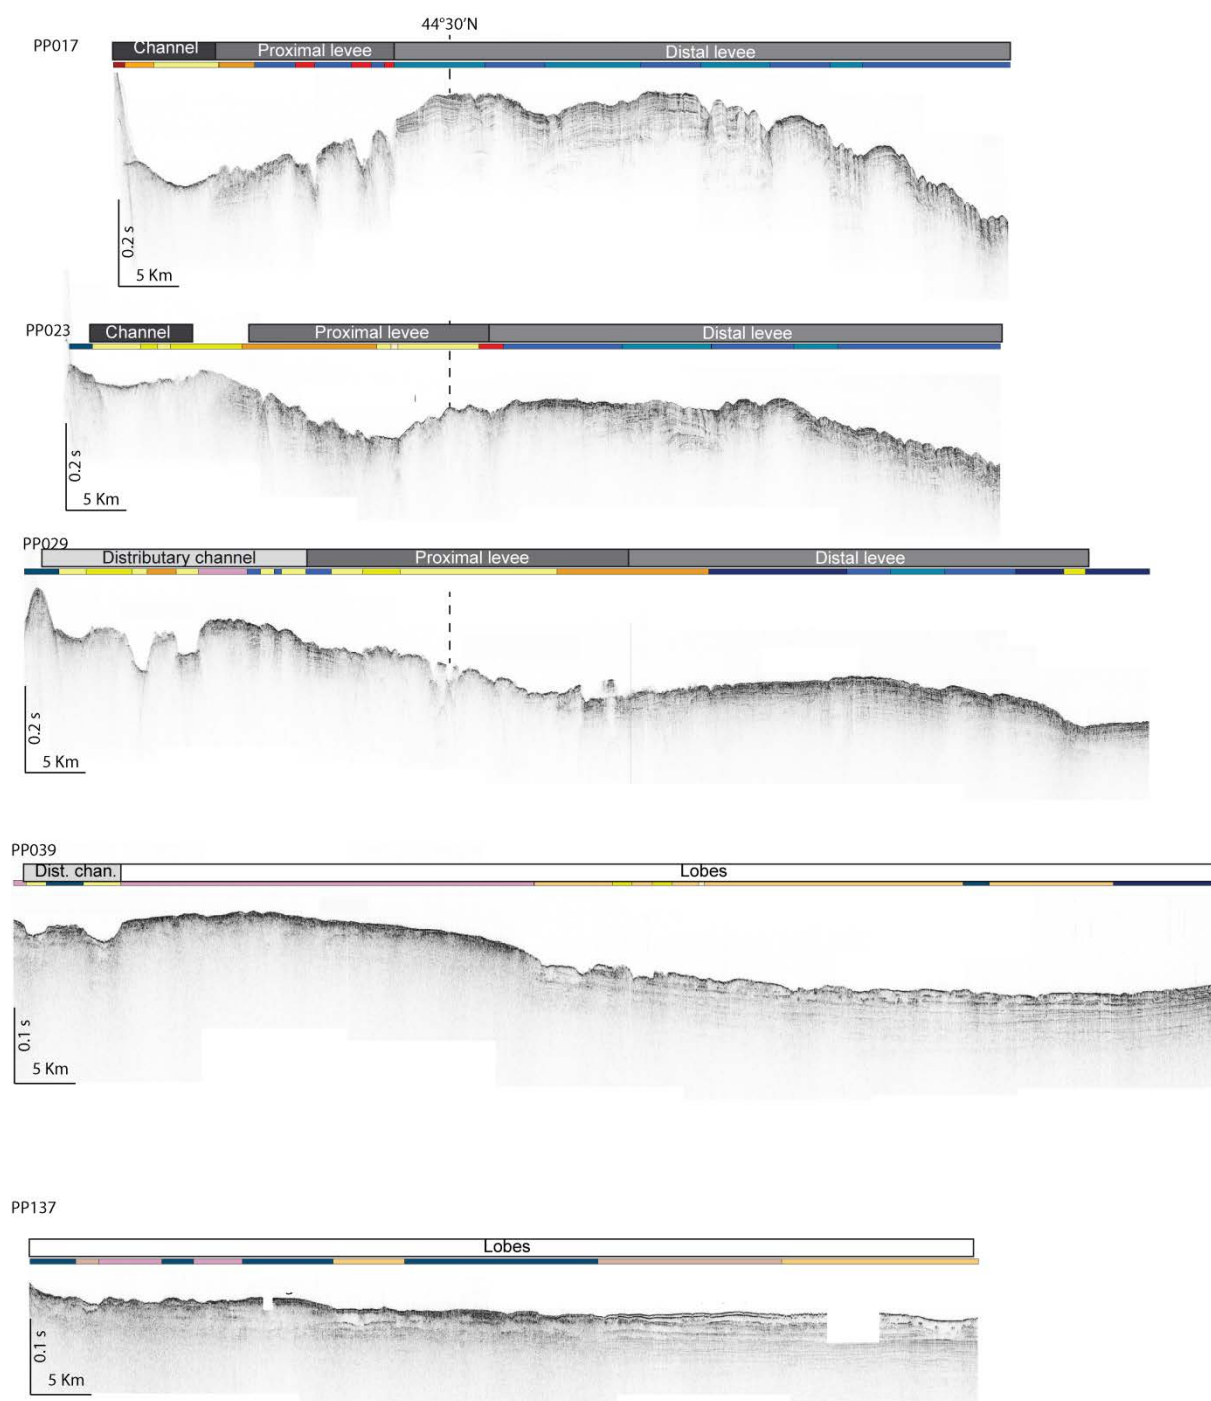 44°30'N
PP017
Channel
Proximal levee
Distal levee
0.2 s
5 Km
PP023
Channel
Proximal levee
Distal levee
0.2 s
5 Km
PP029
Distributary channel
Proximal levee
Distal levee
0.2 s
5 Km
PP039
Dist. chan.
Lobes
0.1 s
5 Km
PP137
Lobes
0.1 s
5 Km